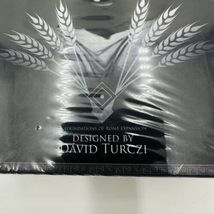 FOUNDATIONS OF ROME EXPANSION
DESIGNED BY
DAVID TURCZI